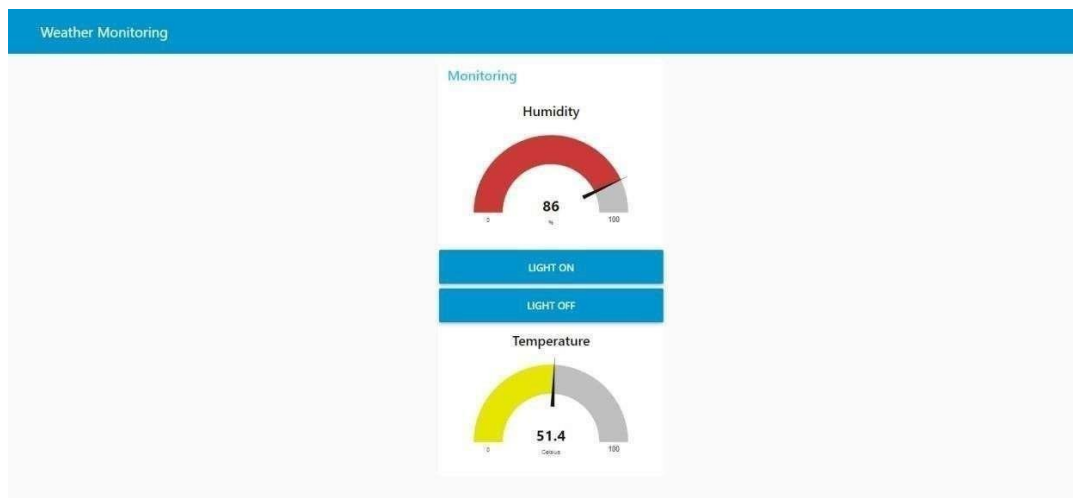 Weather Monitoring
Monitoring
Humidity
86
%
0 100
LIGHT ON
LIGHT OFF
Temperature
51.4
Celsius
0 100